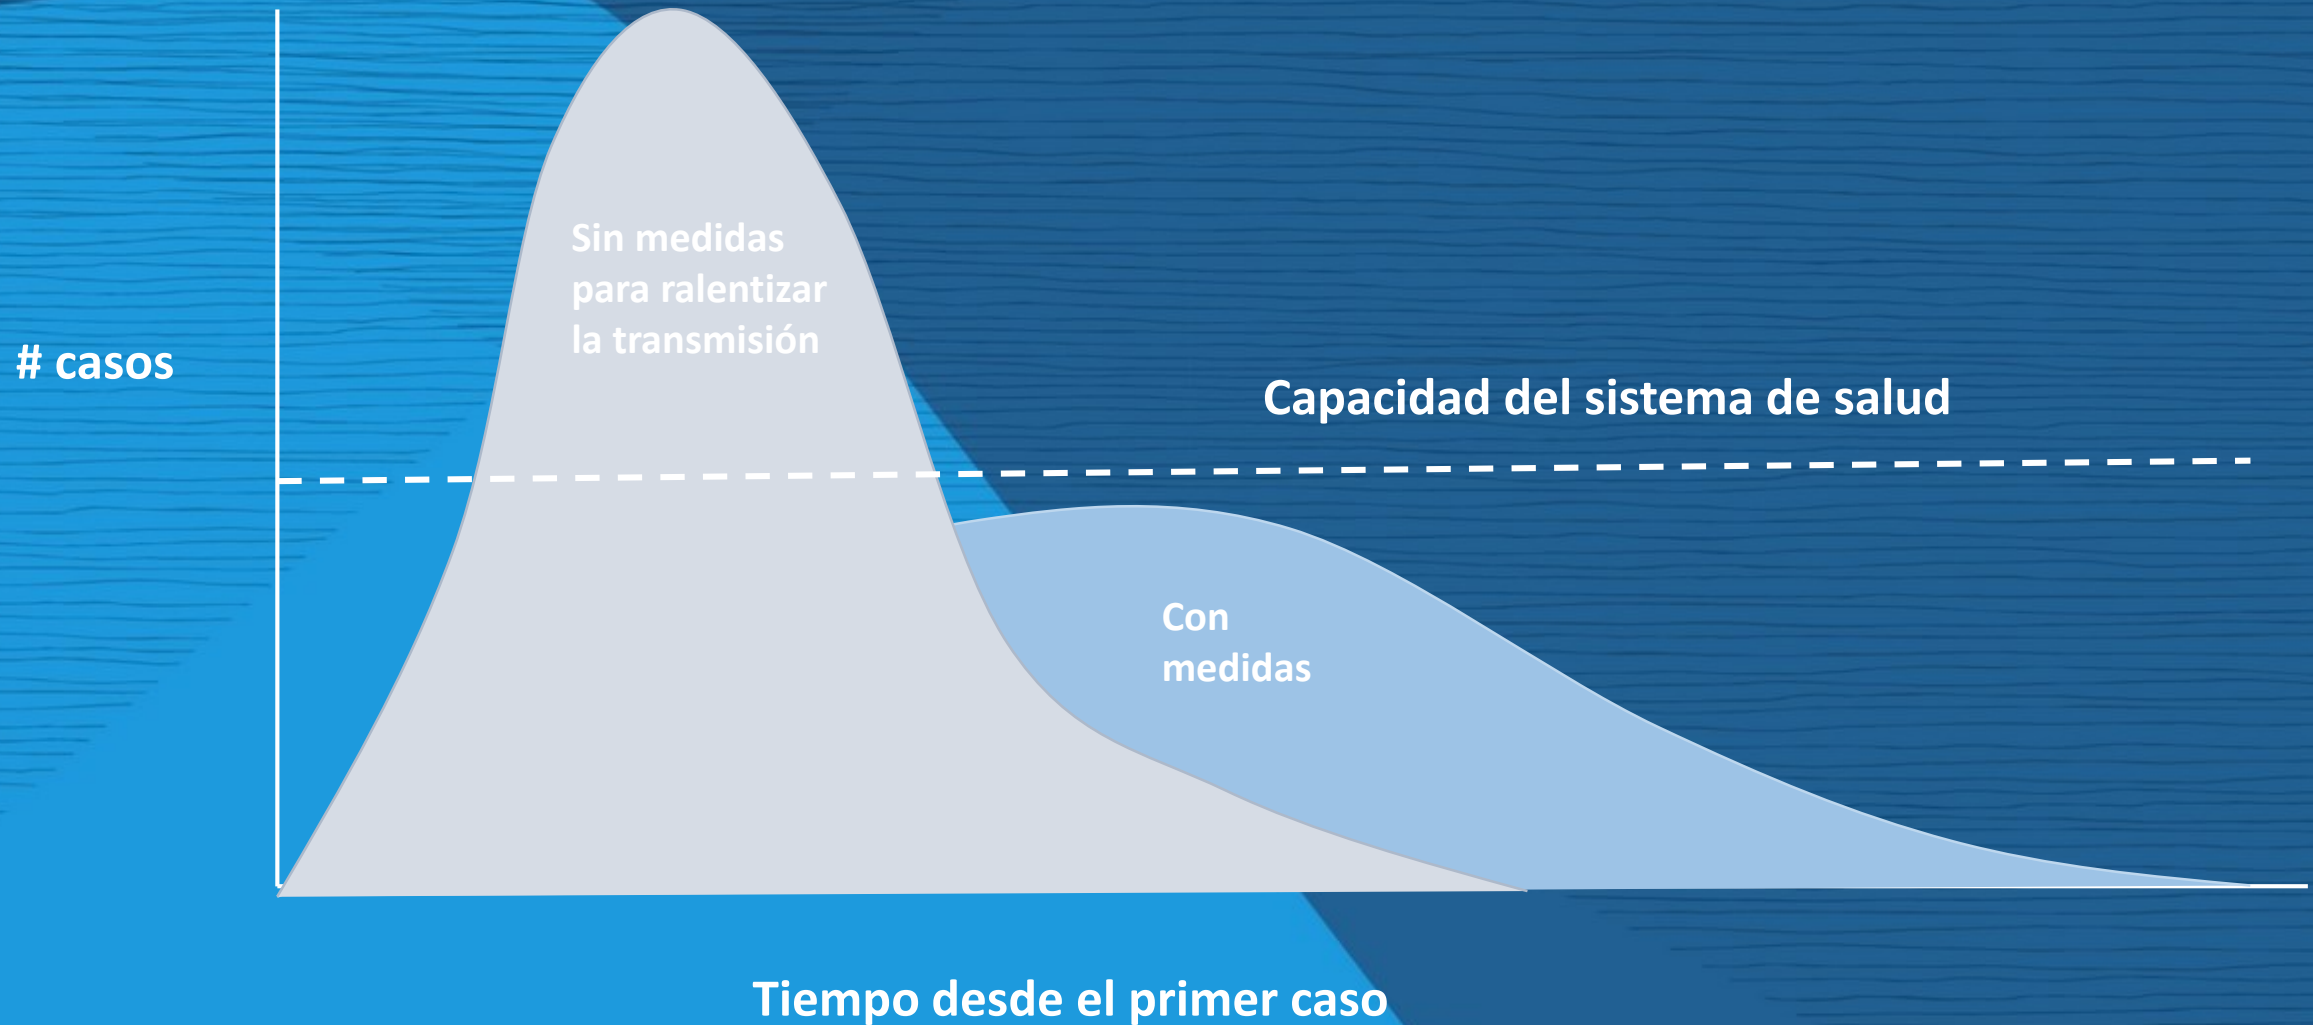 Sin medidas
para ralentizar
la transmisión
# casos
Capacidad del sistema de salud
Con
medidas
Tiempo desde el primer caso